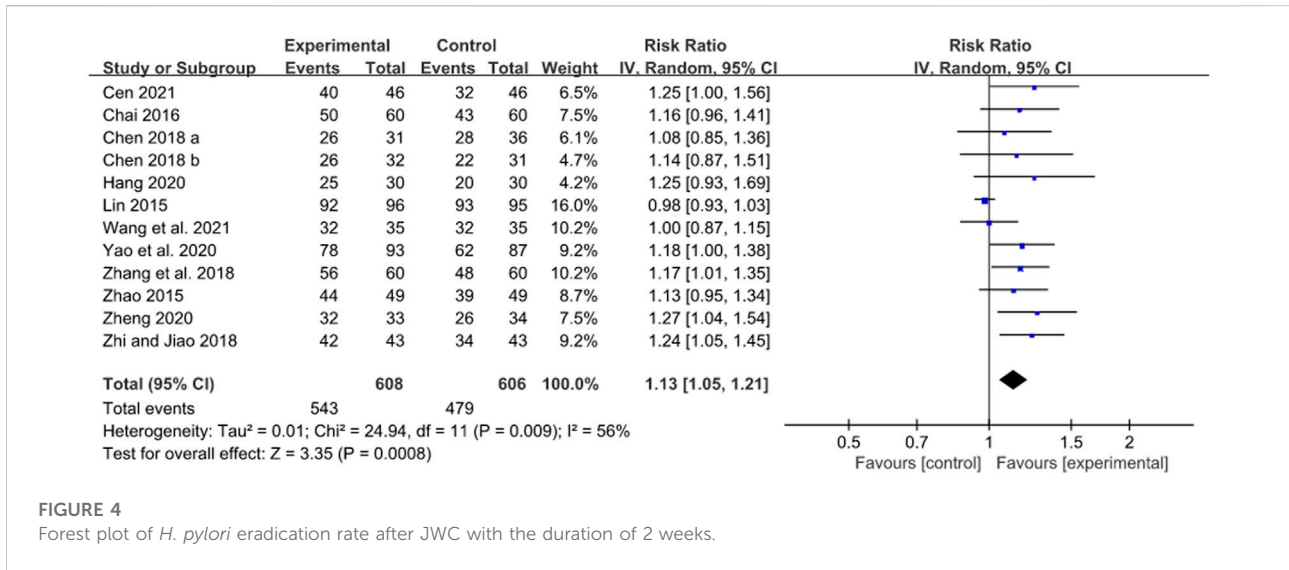 Experimental Control Risk Ratio Risk Ratio
Study or Subgroup Events Total Events Total Weight IV, Random, 95% CI IV, Random, 95% CI
Cen 2021 40 46 32 46 6.5% 1.25 [1.00, 1.56]
Chai 2016 50 60 43 60 7.5% 1.16 [0.96, 1.41]
Chen 2018 a 26 31 28 36 6.1% 1.08 [0.85, 1.36]
Chen 2018 b 26 32 22 31 4.7% 1.14 [0.87, 1.51]
Hang 2020 25 30 20 30 4.2% 1.25 [0.93, 1.69]
Lin 2015 92 96 93 95 16.0% 0.98 [0.93, 1.03]
Wang et al. 2021 32 35 32 35 10.2% 1.00 [0.87, 1.15]
Yao et al. 2020 78 93 62 87 9.2% 1.18 [1.00, 1.38]
Zhang et al. 2018 56 60 48 60 10.2% 1.17 [1.01, 1.35]
Zhao 2015 44 49 39 49 8.7% 1.13 [0.95, 1.34]
Zheng 2020 32 33 26 34 7.5% 1.27 [1.04, 1.54]
Zhi and Jiao 2018 42 43 34 43 9.2% 1.24 [1.05, 1.45]
Total (95% CI) 608 606 100.0% 1.13 [1.05, 1.21]
Total events 543 479
Heterogeneity: Tau² = 0.01; Chi² = 24.94, df = 11 (P = 0.009); I² = 56%
Test for overall effect: Z = 3.35 (P = 0.0008)
0.5 0.7 1 1.5 2
Favours [control] Favours [experimental]
FIGURE 4
Forest plot of H. pylori eradication rate after JWC with the duration of 2 weeks.